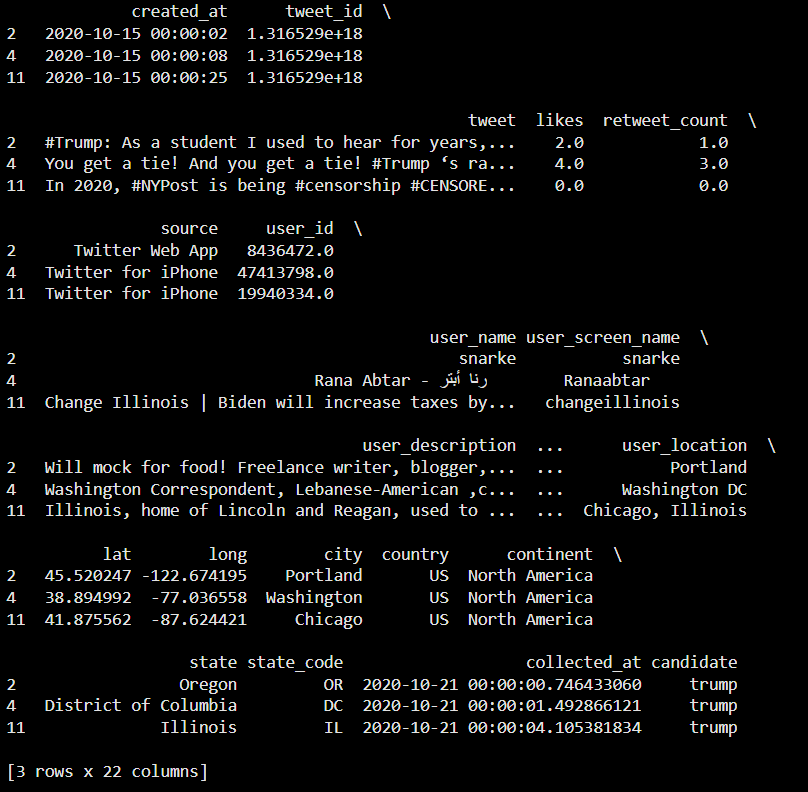 created_at tweet_id \
2 2020-10-15 00:00:02 1.316529e+18
4 2020-10-15 00:00:08 1.316529e+18
11 2020-10-15 00:00:25 1.316529e+18
tweet likes retweet_count \
2 #Trump: As a student I used to hear for years,... 2.0 1.0
4 You get a tie! And you get a tie! #Trump ‘s ra... 4.0 3.0
11 In 2020, #NYPost is being #censorship #CENSORE... 0.0 0.0
source user_id \
2 Twitter Web App 8436472.0
4 Twitter for iPhone 47413798.0
11 Twitter for iPhone 19940334.0
user_name user_screen_name \
2 snarke snarke
4 Rana Abtar - رنا أبتر Ranaabtar
11 Change Illinois | Biden will increase taxes by... changeillinois
user_description ... user_location \
2 Will mock for food! Freelance writer, blogger,... ... Portland
4 Washington Correspondent, Lebanese-American ,c... ... Washington DC
11 Illinois, home of Lincoln and Reagan, used to ... ... Chicago, Illinois
lat long city country continent \
2 45.520247 -122.674195 Portland US North America
4 38.894992 -77.036558 Washington US North America
11 41.875562 -87.624421 Chicago US North America
state state_code collected_at candidate
2 Oregon OR 2020-10-21 00:00:00.746433060 trump
4 District of Columbia DC 2020-10-21 00:00:01.492866121 trump
11 Illinois IL 2020-10-21 00:00:04.105381834 trump
[3 rows x 22 columns]